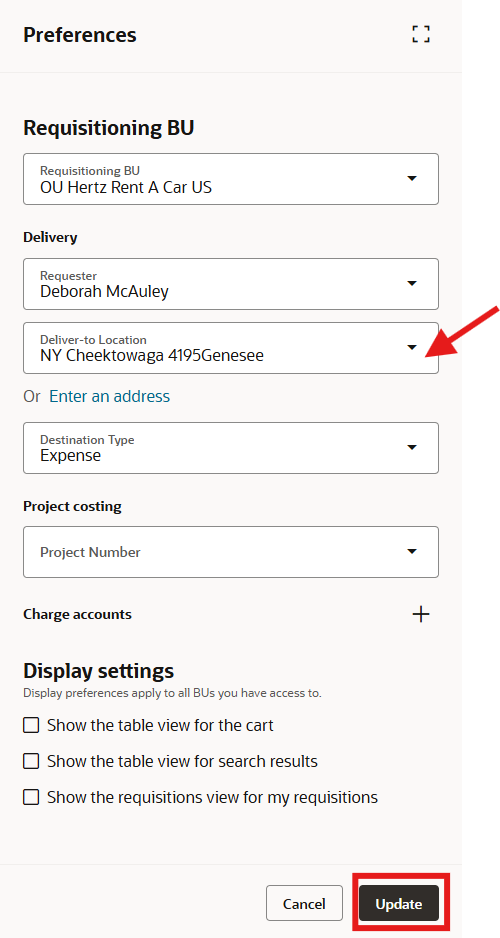 Preferences
Requisitioning BU
Requisitioning BU
OU Hertz Rent A Car US
Delivery
Requester
Deborah McAuley
Deliver-to Location
NY Cheektowaga 4195Genesee
Or Enter an address
Destination Type
Expense
Project costing
Project Number
Charge accounts
Display settings
Display preferences apply to all BUs you have access to.
Show the table view for the cart
Show the table view for search results
Show the requisitions view for my requisitions
Cancel Update